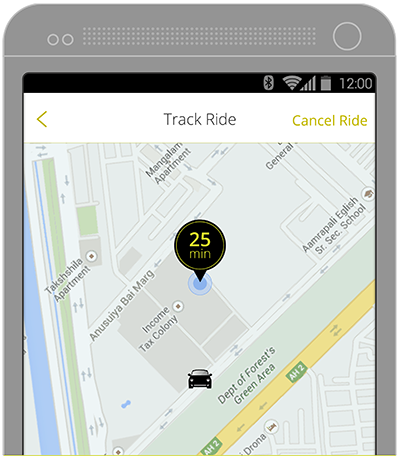 12:00
Track Ride
Cancel Ride
Mangalam
Apartment
General
Aamrapali Eglish
Sr. Sec. School
25
min
Takshshila
Apartment
Anusuiya Bai Marg
Income
Tax Colony
Dept of Forest's
Green Area
AH 2
AH 2
Drona